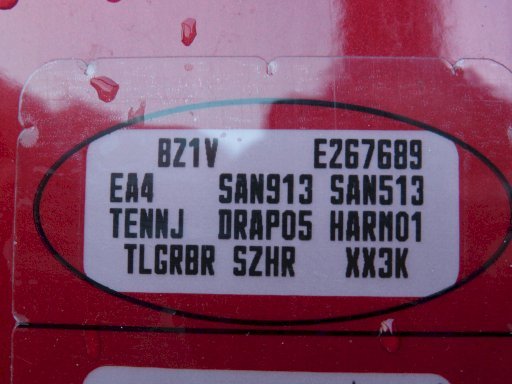 BZ1V E267689
EA4 SAN913 SAN513
TENNJ DRAP05 HARM01
TLGRBR SZHR XX3K